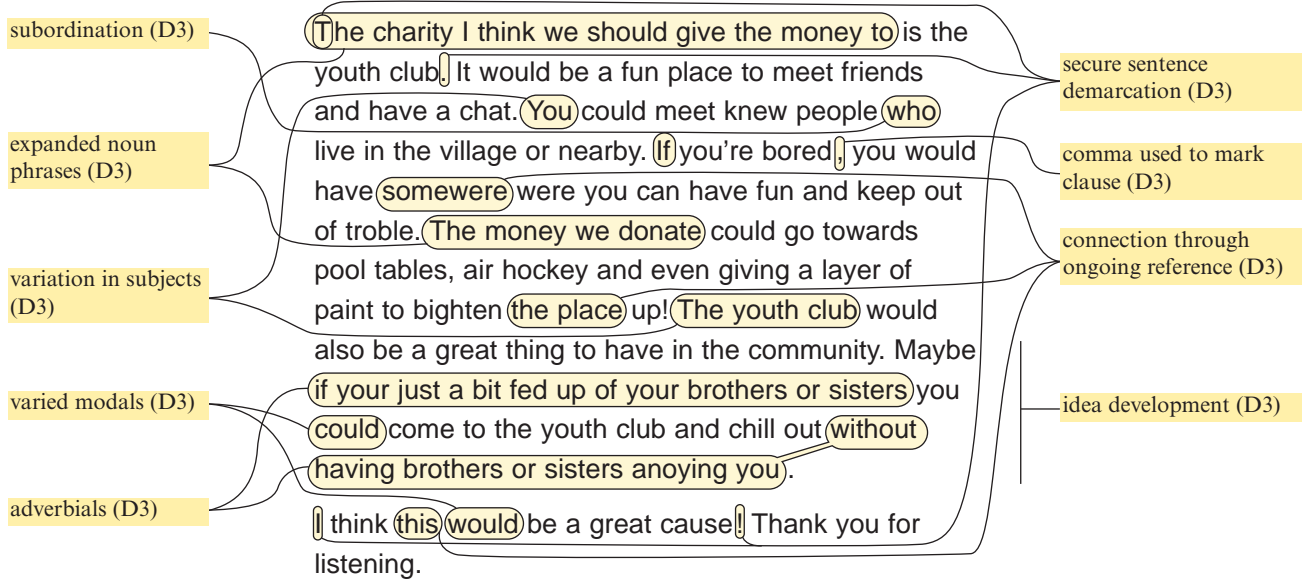 subordination (D3)
expanded noun
phrases (D3)
variation in subjects
(D3)
varied modals (D3)
adverbials (D3)
The charity I think we should give the money to is the
youth club. It would be a fun place to meet friends
and have a chat. You could meet knew people who
live in the village or nearby. If you're bored, you would
have somewere were you can have fun and keep out
of troble. The money we donate could go towards
pool tables, air hockey and even giving a layer of
paint to bighten the place up! The youth club would
also be a great thing to have in the community. Maybe
if your just a bit fed up of your brothers or sisters you
could come to the youth club and chill out without
having brothers or sisters anoying you.
I think this would be a great cause! Thank you for
listening.
secure sentence
demarcation (D3)
comma used to mark
clause (D3)
connection through
ongoing reference (D3)
idea development (D3)